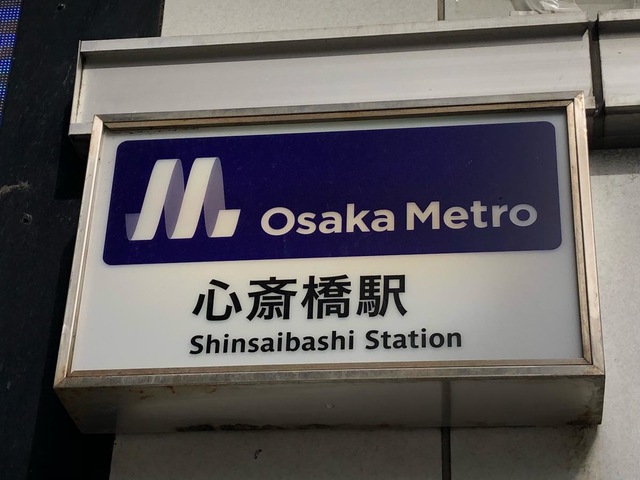 Osaka Metro
心斎橋駅
Shinsaibashi Station